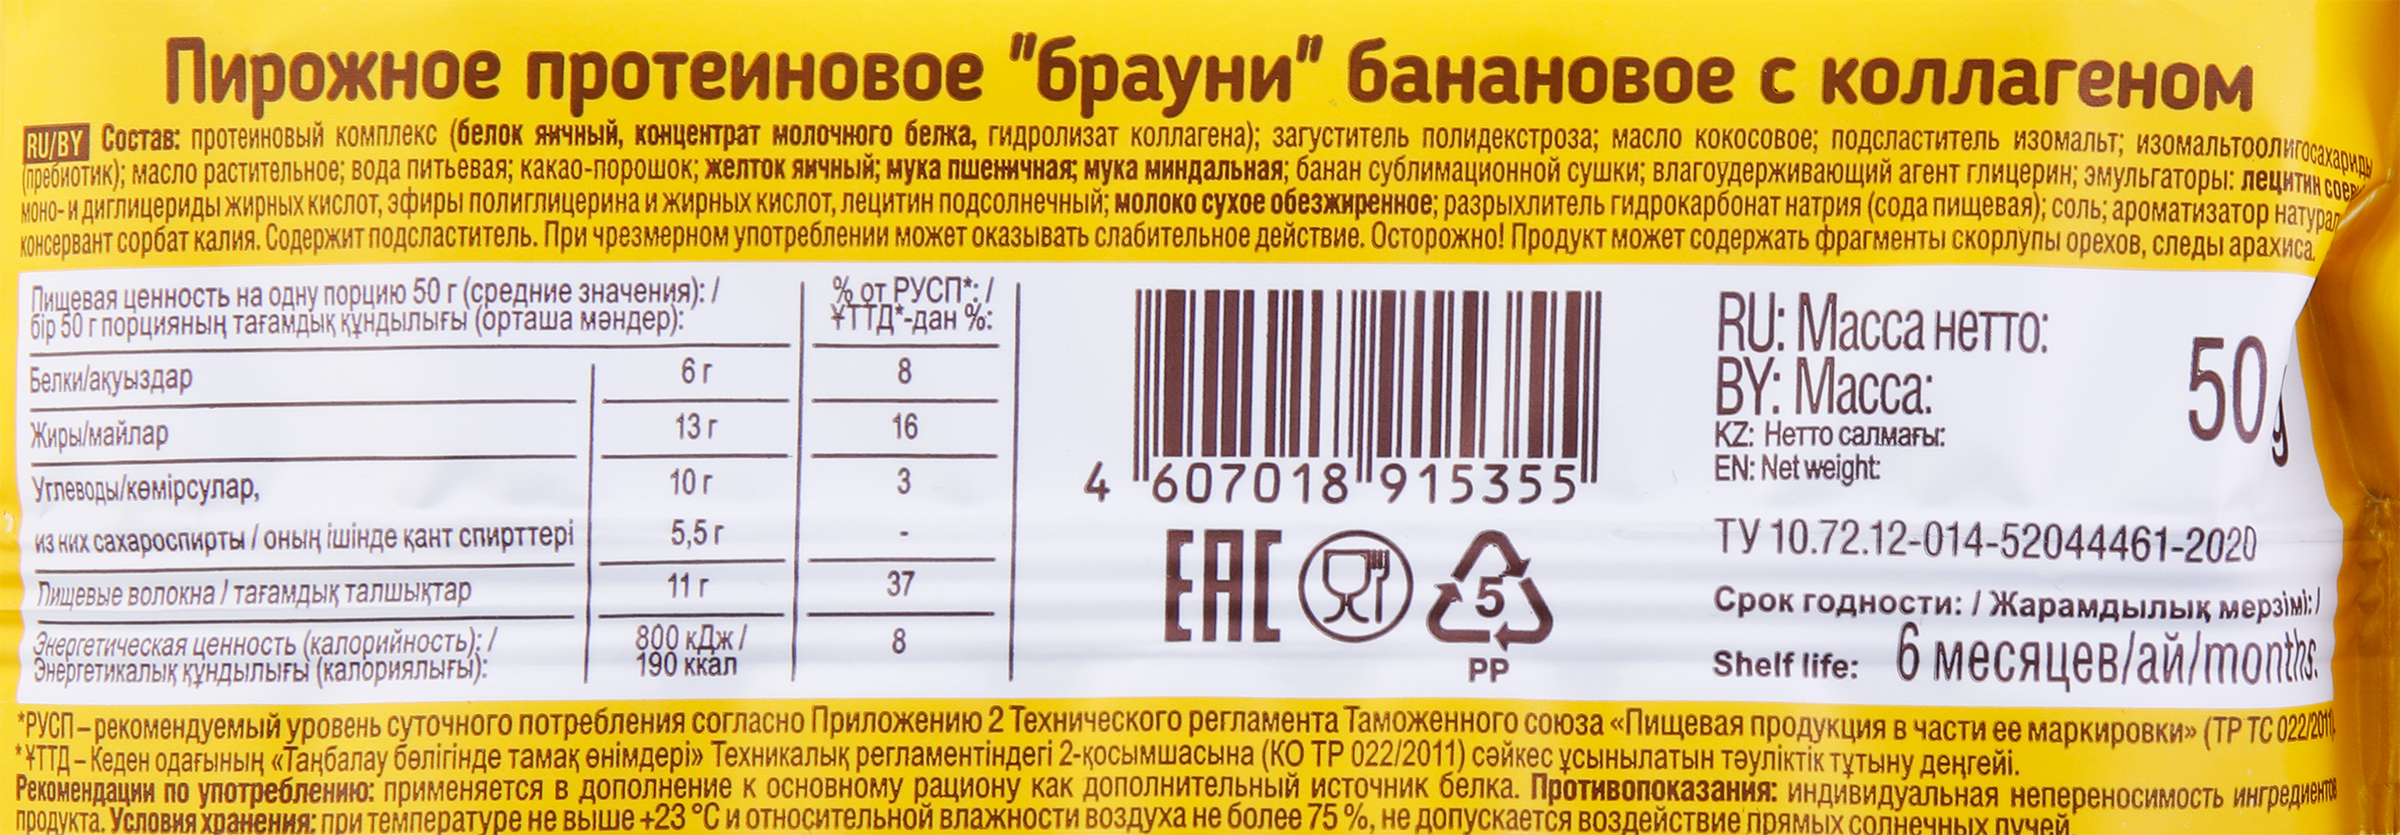 Пирожное протеиновое "брауни" банановое с коллагеном
RU/BY Состав: протеиновый комплекс (белок яичный, концентрат молочного белка, гидролизат коллагена); загуститель полидекстроза; масло кокосовое; подсластитель изомальт; изомальтоолигосахариды
(пребиотик); масло растительное; вода питьевая; какао-порошок; желток яичный; мука пшеничная; мука миндальная; банан сублимационной сушки; влагоудерживающий агент глицерин; эмульгаторы: лецитин
моно- и диглицериды жирных кислот, эфиры полиглицерина и жирных кислот, лецитин подсолнечный; молоко сухое обезжиренное; разрыхлитель гидрокарбонат натрия (сода пищевая); соль; ароматизатор
консервант сорбат калия. Содержит подсластитель. При чрезмерном употреблении может оказывать слабительное действие. Осторожно! Продукт может содержать фрагменты скорлупы орехов, следы арахиса.
Пищевая ценность на одну порцию 50 г (средние значения): / % от РУСП*: /
бір 50 г порцияның тағамдық құндылығы (орташа мәндер): ҰТТД*-дан %:
Белки/ақуыздар 6 г 8
Жиры/майлар 13 г 16
Углеводы/көмірсулар, 10 г 3
из них сахароспирты / оның ішінде қант спирттері 5,5 г -
Пищевые волокна / тағамдық талшықтар 11 г 37
Энергетическая ценность (калорийность): / 800 кДж / 8
Энергетикалық құндылығы (калориялығы): 190 ккал
4 607018 915355
EAC
5
PP
RU: Масса нетто:
BY: Масса:
KZ: Нетто салмағы:
EN: Net weight:
50 g
ТУ 10.72.12-014-52044461-2020
Срок годности: / Жарамдылық мерзімі: /
Shelf life: 6 месяцев/ай/months.
*РУСП – рекомендуемый уровень суточного потребления согласно Приложению 2 Технического регламента Таможенного союза «Пищевая продукция в части ее маркировки» (ТР ТС 022/2011).
*ҰТТД – Кеден одағының «Таңбалау бөлігінде тамақ өнімдері» Техникалық регламентіндегі 2-қосымшасына (КО ТР 022/2011) сәйкес ұсынылатын тәуліктік тұтыну деңгейі.
Рекомендации по употреблению: применяется в дополнение к основному рациону как дополнительный источник белка. Противопоказания: индивидуальная непереносимость ингредиентов
продукта. Условия хранения: при температуре не выше +23 °C и относительной влажности воздуха не более 75 %, не допускается воздействие прямых солнечных лучей.